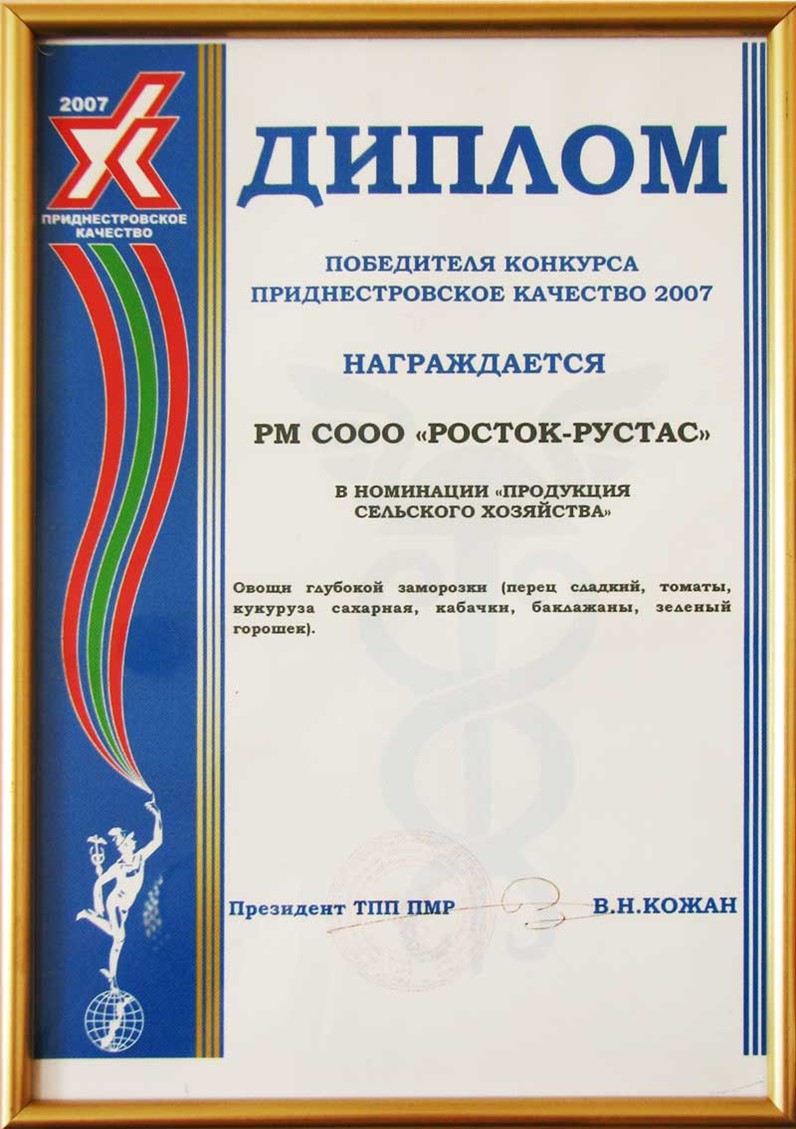 2007
ПРИДНЕСТРОВСКОЕ
КАЧЕСТВО
ДИПЛОМ
ПОБЕДИТЕЛЯ КОНКУРСА
ПРИДНЕСТРОВСКОЕ КАЧЕСТВО 2007
НАГРАЖДАЕТСЯ
РМ СООО «РОСТОК-РУСТАС»
В НОМИНАЦИИ «ПРОДУКЦИЯ
СЕЛЬСКОГО ХОЗЯЙСТВА»
Овощи глубокой заморозки (перец сладкий, томаты,
кукуруза сахарная, кабачки, баклажаны, зеленый
горошек).
Президент ТПП ПМР
В.Н.КОЖАН